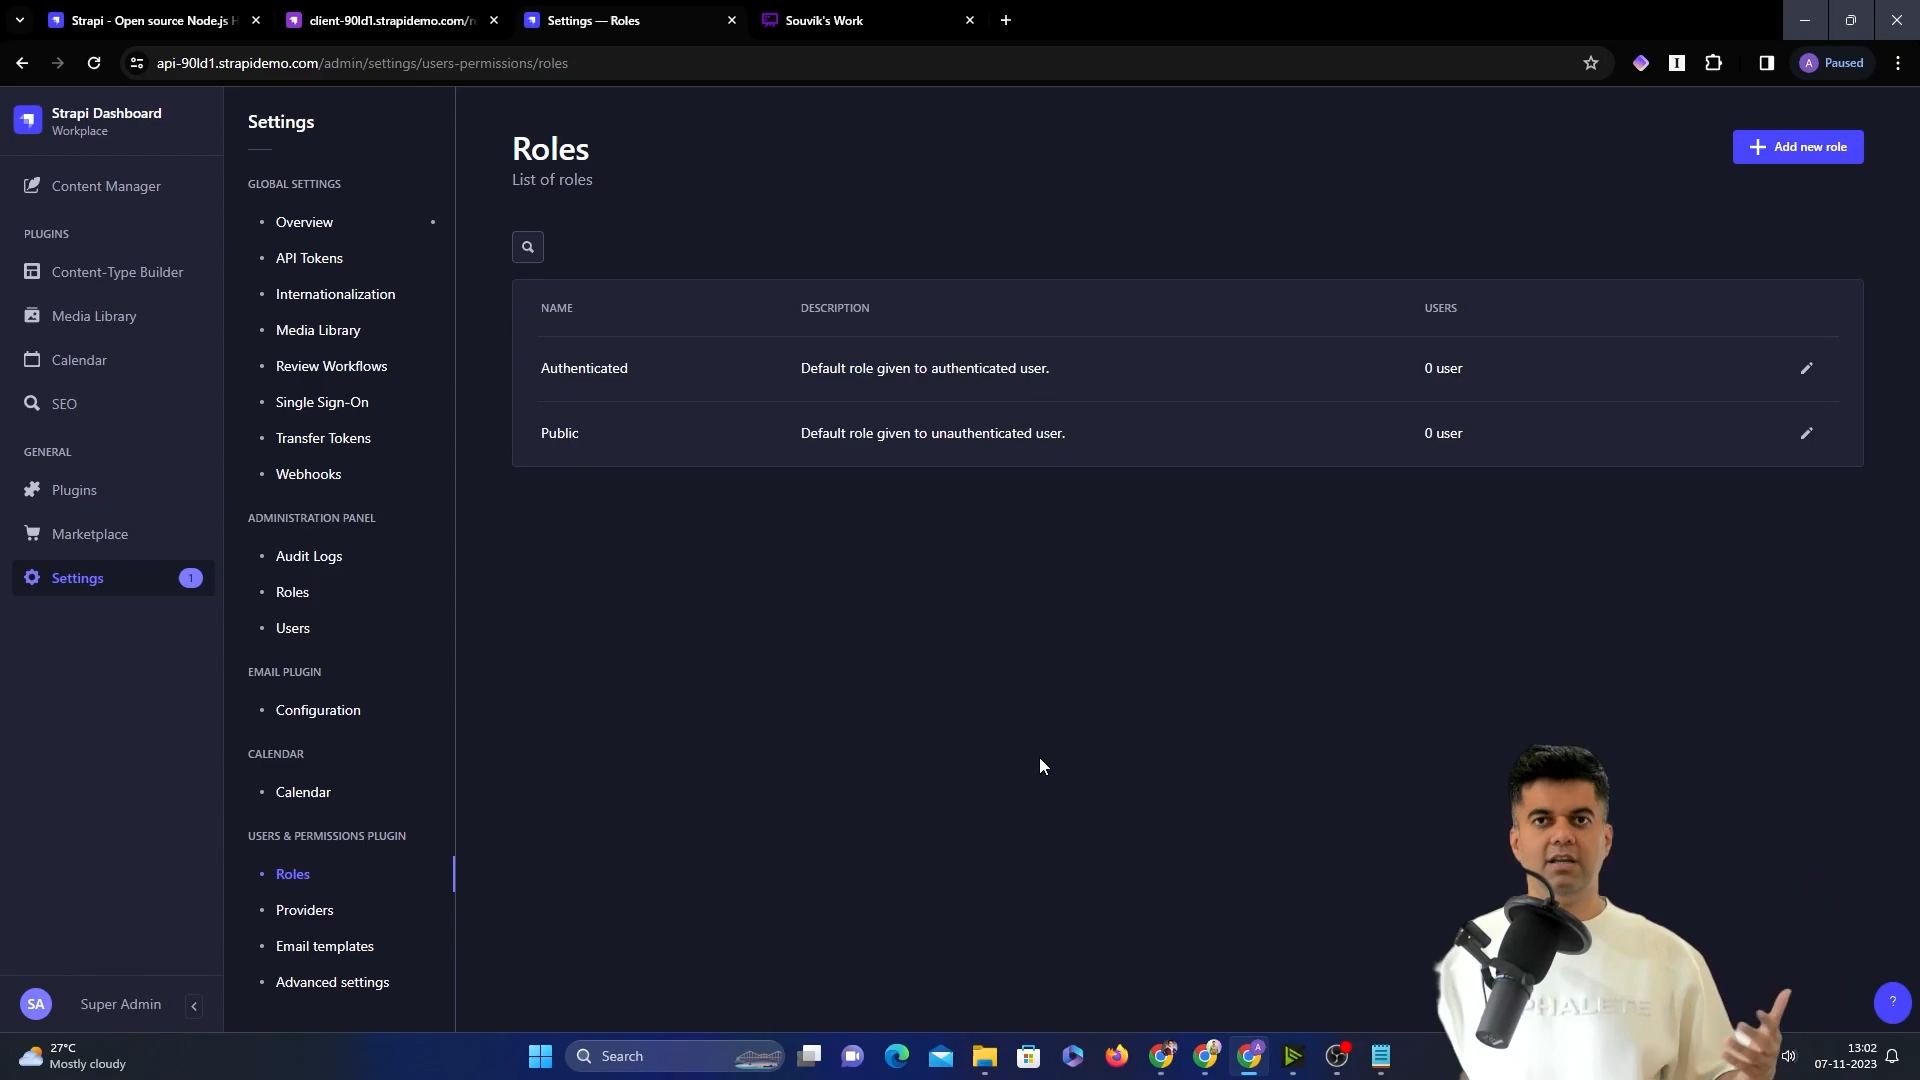 Strapi - Open source Node.js H
client-90ld1.strapidemo.com/r
Settings — Roles
Souvik's Work
api-90ld1.strapidemo.com/admin/settings/users-permissions/roles
A
Paused
Strapi Dashboard
Workplace
Content Manager
PLUGINS
Content-Type Builder
Media Library
Calendar
SEO
GENERAL
Plugins
Marketplace
Settings
1
SA
Super Admin
Settings
GLOBAL SETTINGS
Overview
API Tokens
Internationalization
Media Library
Review Workflows
Single Sign-On
Transfer Tokens
Webhooks
ADMINISTRATION PANEL
Audit Logs
Roles
Users
EMAIL PLUGIN
Configuration
CALENDAR
Calendar
USERS & PERMISSIONS PLUGIN
Roles
Providers
Email templates
Advanced settings
Roles
List of roles
Add new role
NAME DESCRIPTION USERS
Authenticated Default role given to authenticated user. 0 user
Public Default role given to unauthenticated user. 0 user
?
27°C
Mostly cloudy
Search
13:02
07-11-2023